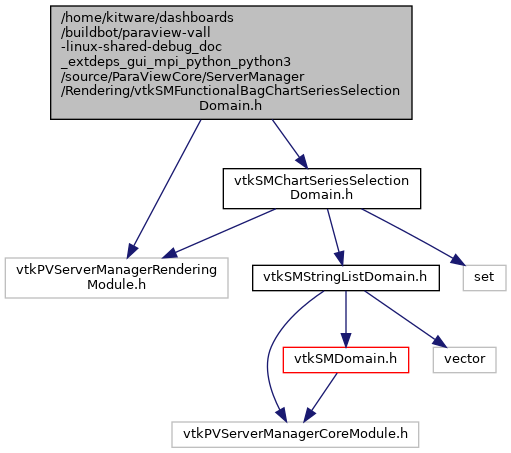 /home/kitware/dashboards
/buildbot/paraview-vall
-linux-shared-debug_doc
_extdeps_gui_mpi_python_python3
/source/ParaViewCore/ServerManager
/Rendering/vtkSMFunctionalBagChartSeriesSelection
Domain.h
vtkSMChartSeriesSelection
Domain.h
vtkPVServerManagerRendering
Module.h
vtkSMStringListDomain.h
set
vtkSMDomain.h
vector
vtkPVServerManagerCoreModule.h